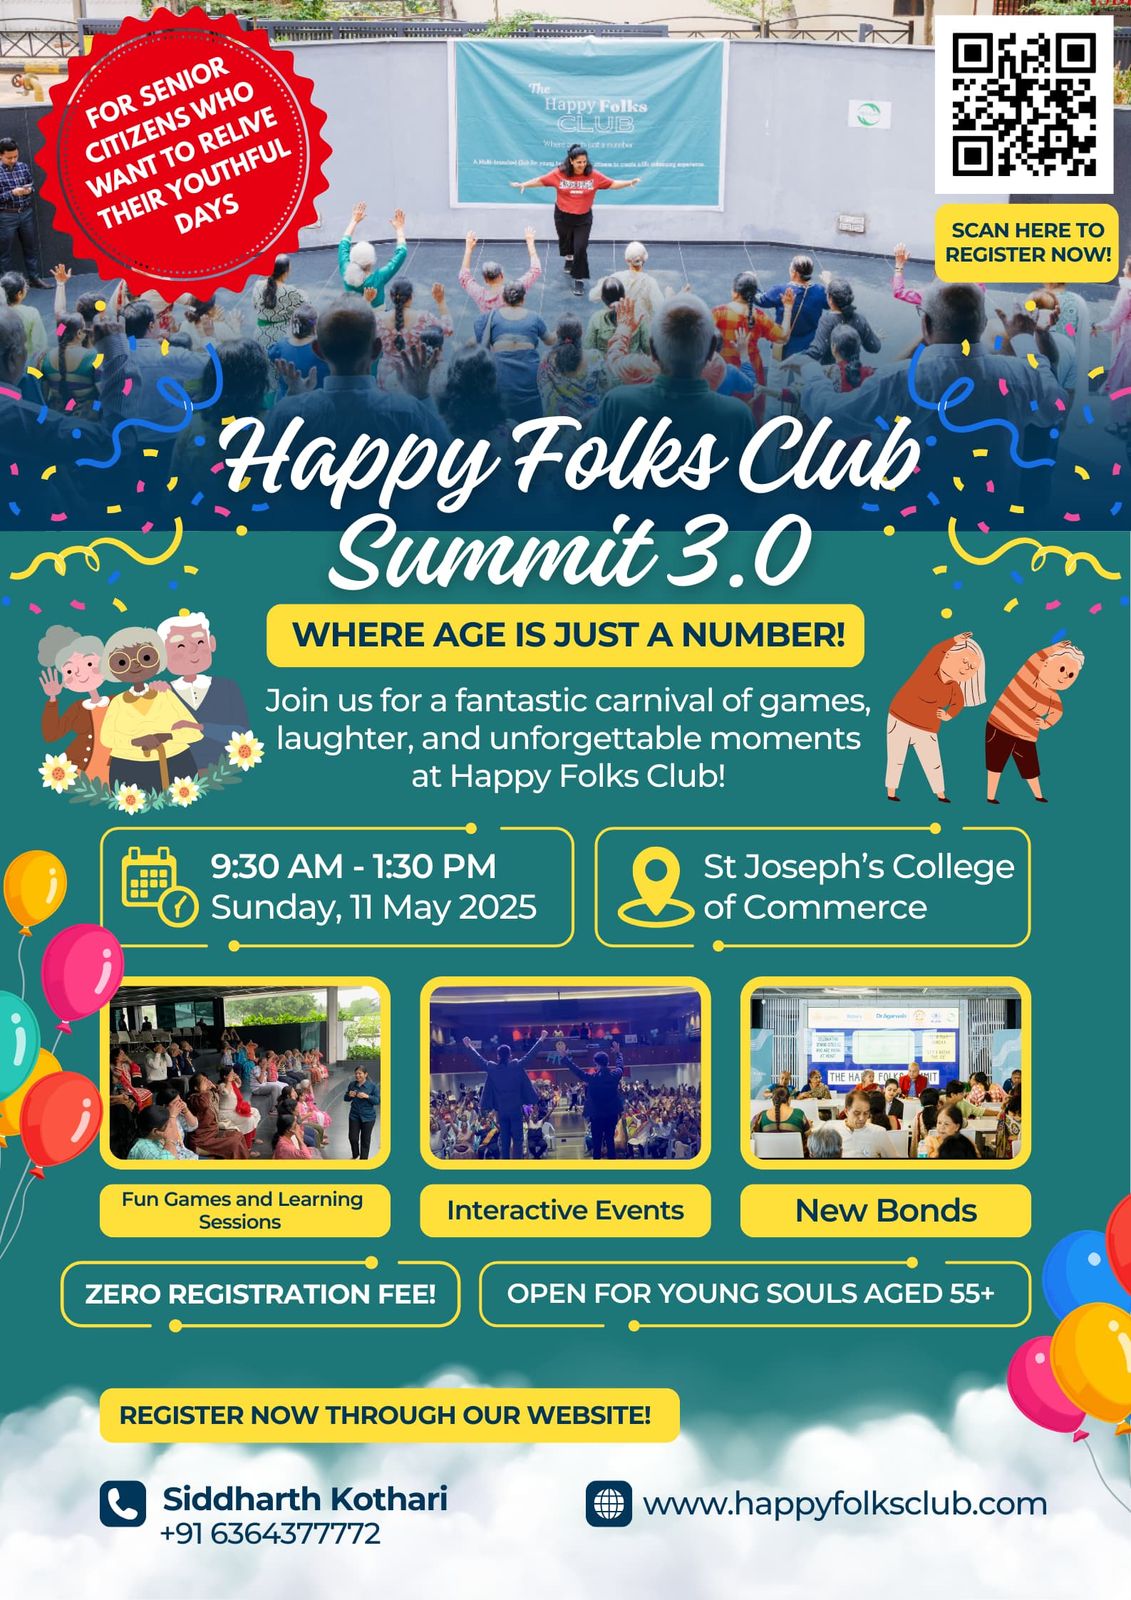 FOR SENIOR
CITIZENS WHO
WANT TO RELIVE
THEIR YOUTHFUL
DAYS
The
Happy Folks
CLUB
SCAN HERE TO
REGISTER NOW!
Happy Folks Club
Summit 3.0
WHERE AGE IS JUST A NUMBER!
Join us for a fantastic carnival of games,
laughter, and unforgettable moments
at Happy Folks Club!
9:30 AM - 1:30 PM
Sunday, 11 May 2025
St Joseph's College
of Commerce
Fun Games and Learning
Sessions
Interactive Events
New Bonds
ZERO REGISTRATION FEE!
OPEN FOR YOUNG SOULS AGED 55+
REGISTER NOW THROUGH OUR WEBSITE!
Siddharth Kothari
+91 6364377772
www.happyfolksclub.com